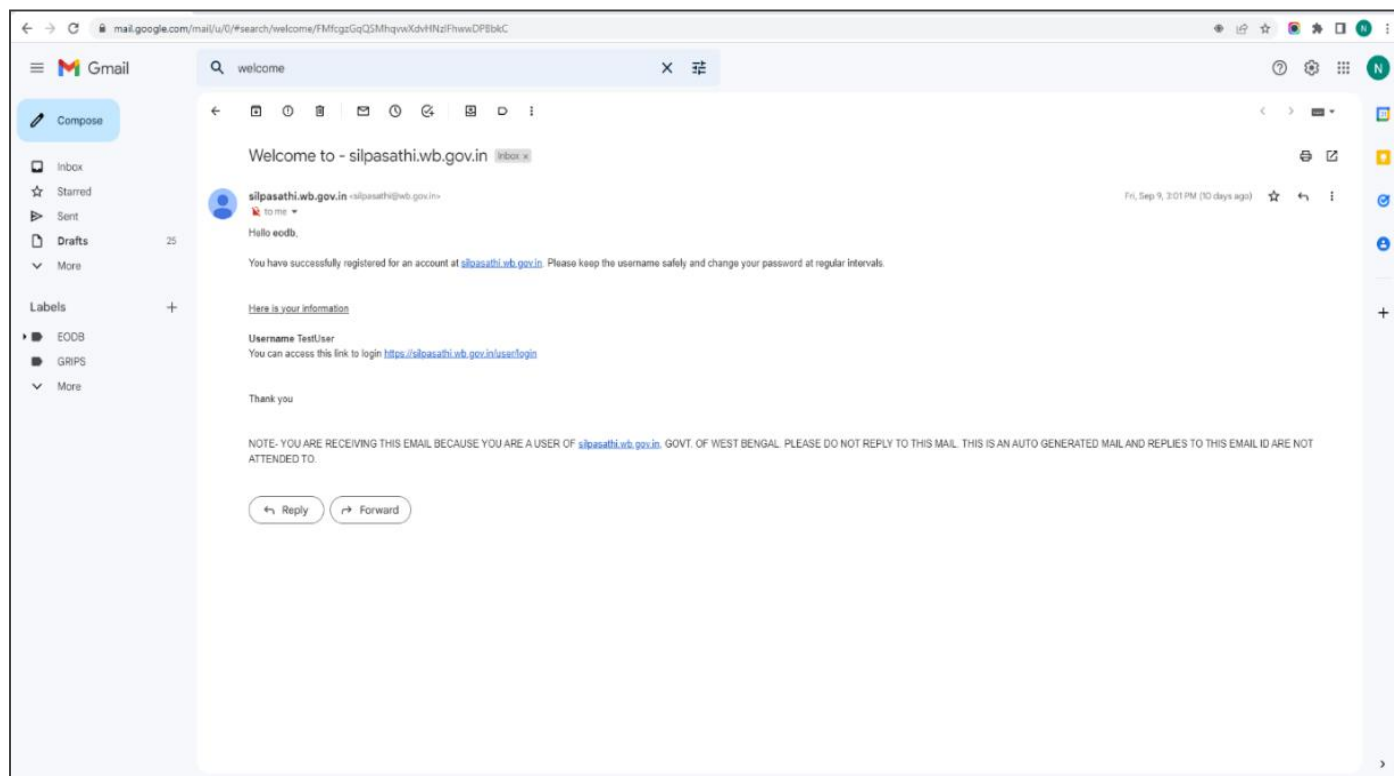 mail.google.com/mail/u/0/#search/welcome/FMfcgzGqQSMhqvwXdvHNzlFhwwDPBbkC
N
Gmail
welcome
N
Compose
Inbox
Starred
Sent
Drafts 25
More
Labels
EODB
GRIPS
More
Welcome to - silpasathi.wb.gov.in Inbox x
silpasathi.wb.gov.in <silpasathi@wb.gov.in> Fri, Sep 9, 3:01 PM (10 days ago)
to me
Hello eodb,
You have successfully registered for an account at silpasathi.wb.gov.in. Please keep the username safely and change your password at regular intervals.
Here is your information
Username TestUser
You can access this link to login https://silpasathi.wb.gov.in/user/login
Thank you
NOTE- YOU ARE RECEIVING THIS EMAIL BECAUSE YOU ARE A USER OF silpasathi.wb.gov.in, GOVT. OF WEST BENGAL. PLEASE DO NOT REPLY TO THIS MAIL. THIS IS AN AUTO GENERATED MAIL AND REPLIES TO THIS EMAIL ID ARE NOT
ATTENDED TO.
Reply Forward